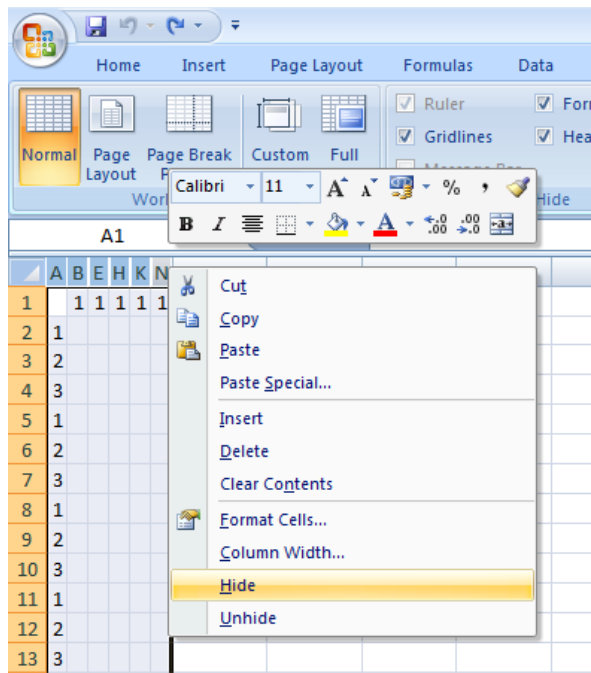 Home Insert Page Layout Formulas Data
Normal Page Layout Page Break Custom Full
Ruler
Gridlines
Calibri 11 A A % ,
B I A .00
A1
A B E H K N
1 1 1 1 1 1
2 1
3 2
4 3
5 1
6 2
7 3
8 1
9 2
10 3
11 1
12 2
13 3
Cut
Copy
Paste
Paste Special...
Insert
Delete
Clear Contents
Format Cells...
Column Width...
Hide
Unhide